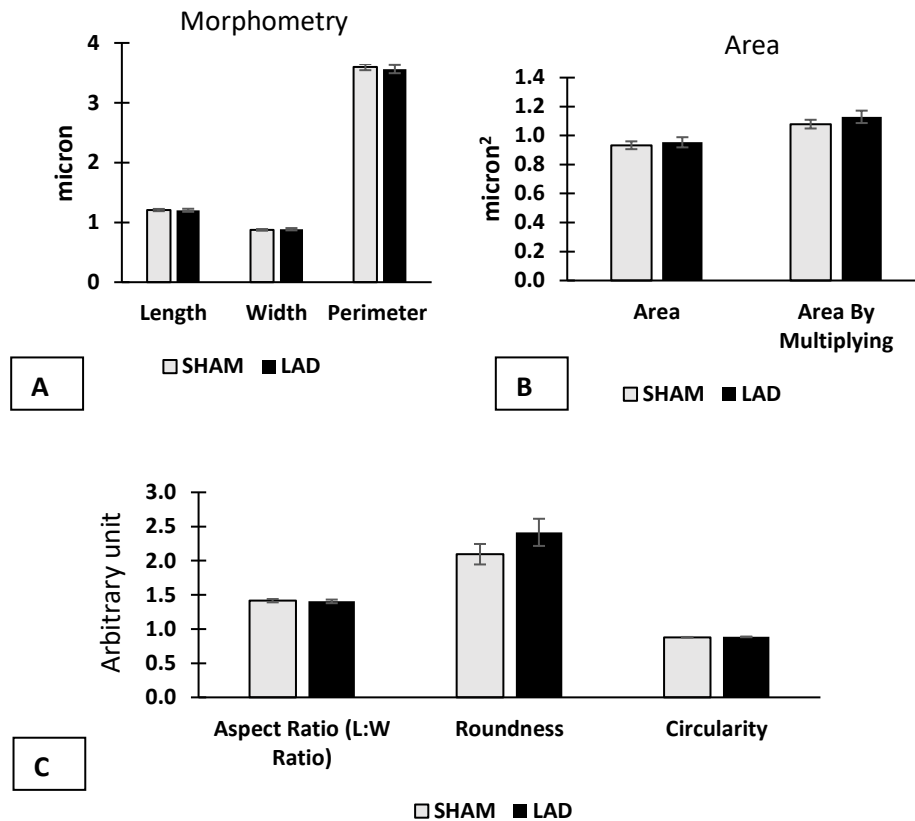 Morphometry
4
3
2
1
0
micron
Length Width Perimeter
SHAM LAD
A
Area
1.4
1.2
1.0
0.8
0.6
0.4
0.2
0.0
micron²
Area
Area By
Multiplying
SHAM LAD
B
3.0
2.5
2.0
1.5
1.0
0.5
0.0
Arbitrary unit
Aspect Ratio (L:W
Ratio)
Roundness
Circularity
SHAM LAD
C